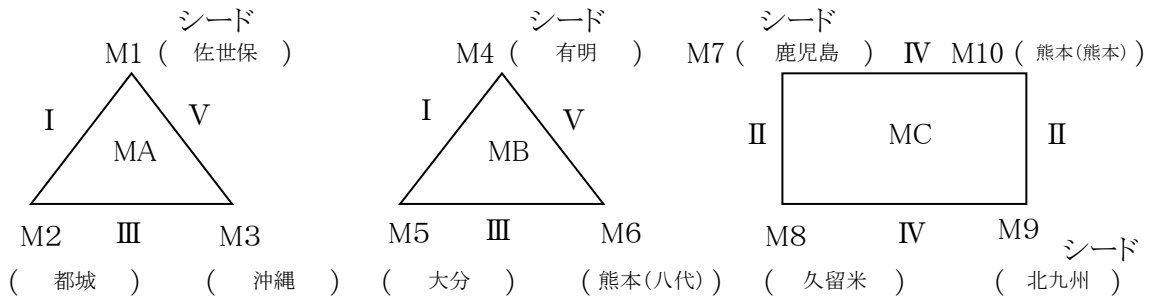 シード シード シード
M1 ( 佐世保 ) M4 ( 有明 ) M7 ( 鹿児島 ) Ⅳ M10 ( 熊本(熊本) )
Ⅰ Ⅴ Ⅰ Ⅴ
MA MB Ⅱ MC Ⅱ
M2 Ⅲ M3 M5 Ⅲ M6 M8 Ⅳ M9 シード
( 都城 ) ( 沖縄 ) ( 大分 ) ( 熊本(八代) ) ( 久留米 ) ( 北九州 )